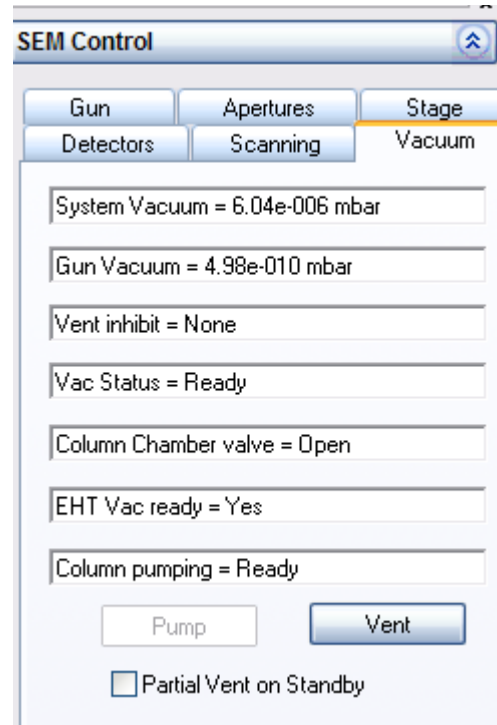 SEM Control
Gun
Apertures
Stage
Detectors
Scanning
Vacuum
System Vacuum = 6.04e-006 mbar
Gun Vacuum = 4.98e-010 mbar
Vent inhibit = None
Vac Status = Ready
Column Chamber valve = Open
EHT Vac ready = Yes
Column pumping = Ready
Pump
Vent
Partial Vent on Standby